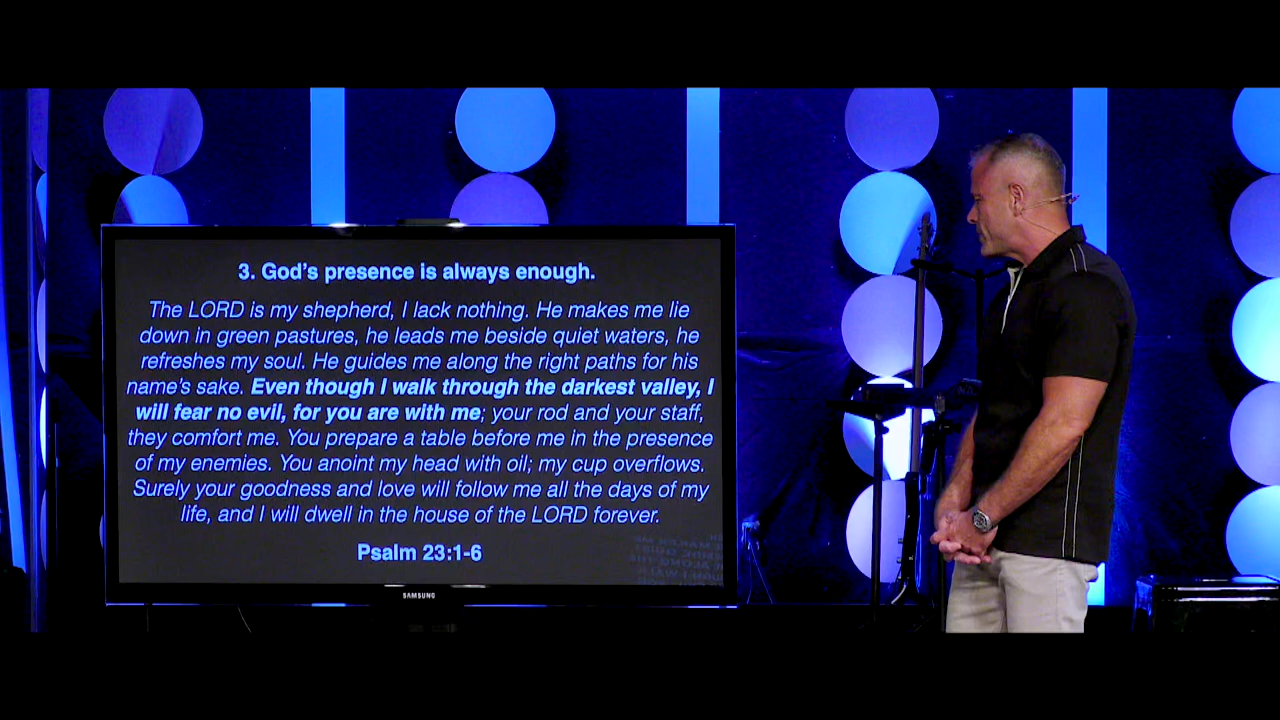 3. God's presence is always enough.
The LORD is my shepherd, I lack nothing. He makes me lie
down in green pastures, he leads me beside quiet waters, he
refreshes my soul. He guides me along the right paths for his
name's sake. Even though I walk through the darkest valley, I
will fear no evil, for you are with me; your rod and your staff,
they comfort me. You prepare a table before me in the presence
of my enemies. You anoint my head with oil; my cup overflows.
Surely your goodness and love will follow me all the days of my
life, and I will dwell in the house of the LORD forever.
Psalm 23:1-6
SAMSUNG